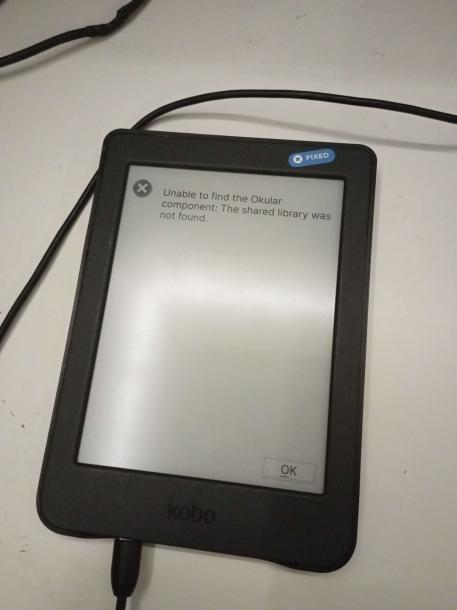 FIXED
Unable to find the Okular
component: The shared library was
not found.
OK
kobo